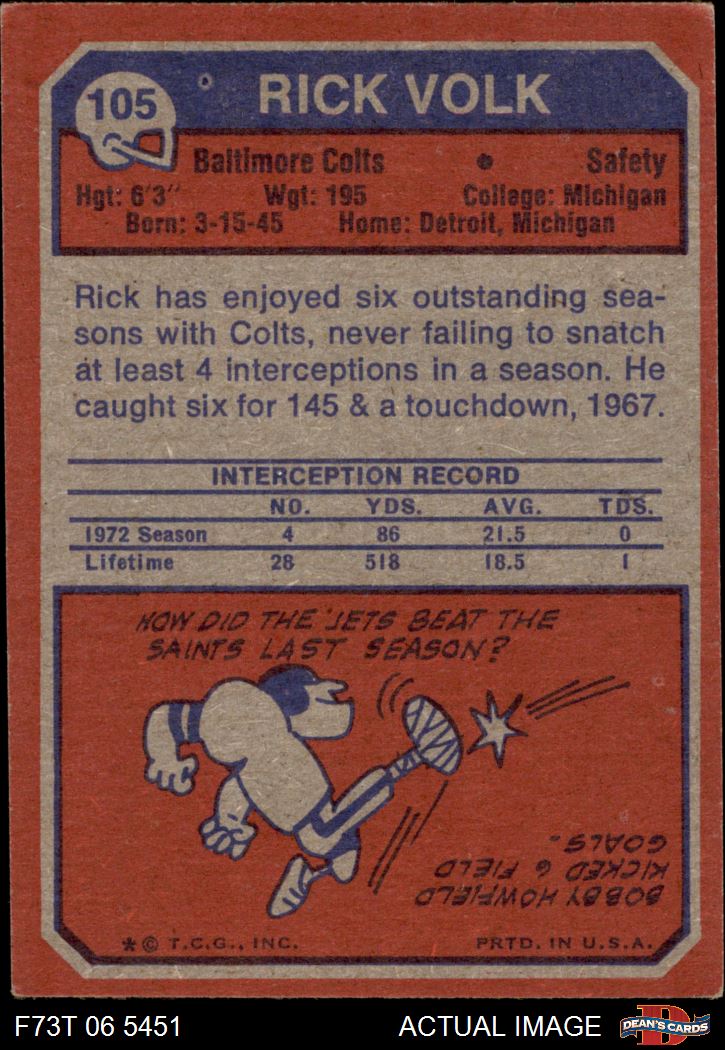 105
RICK VOLK
Baltimore Colts • Safety
Hgt: 6'3" Wgt: 195 College: Michigan
Born: 3-15-45 Home: Detroit, Michigan
Rick has enjoyed six outstanding sea-
sons with Colts, never failing to snatch
at least 4 interceptions in a season. He
caught six for 145 & a touchdown, 1967.
INTERCEPTION RECORD
NO. YDS. AVG. TDS.
1972 Season 4 86 21.5 0
Lifetime 28 518 18.5 1
HOW DID THE JETS BEAT THE
SAINTS LAST SEASON?
BOBBY HOWFIELD
KICKED 6 FIELD
GOALS.
*© T.C.G., INC. PRTD. IN U.S.A.
F73T 06 5451 ACTUAL IMAGE
D
DEAN'S CARDS